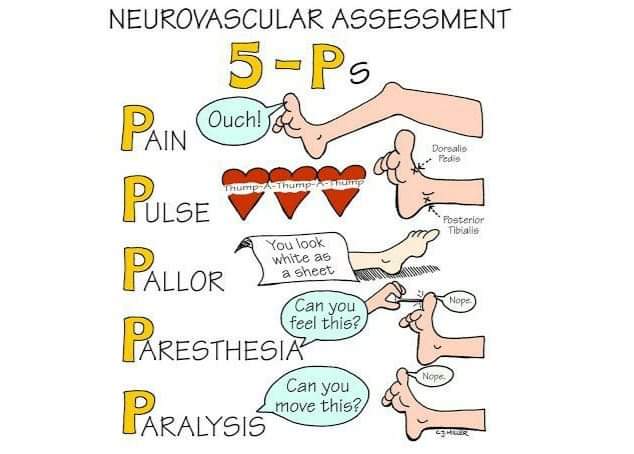 NEUROVASCULAR ASSESSMENT
5-Ps
PAIN
Ouch!
Dorsalis
Pedis
PULSE
Thump-A-Thump-A-Thump
Posterior
Tibialis
PALLOR
You look
white as
a sheet
PARESTHESIA
Can you
feel this?
Nope.
PARALYSIS
Can you
move this?
Nope.
CJ MILLER